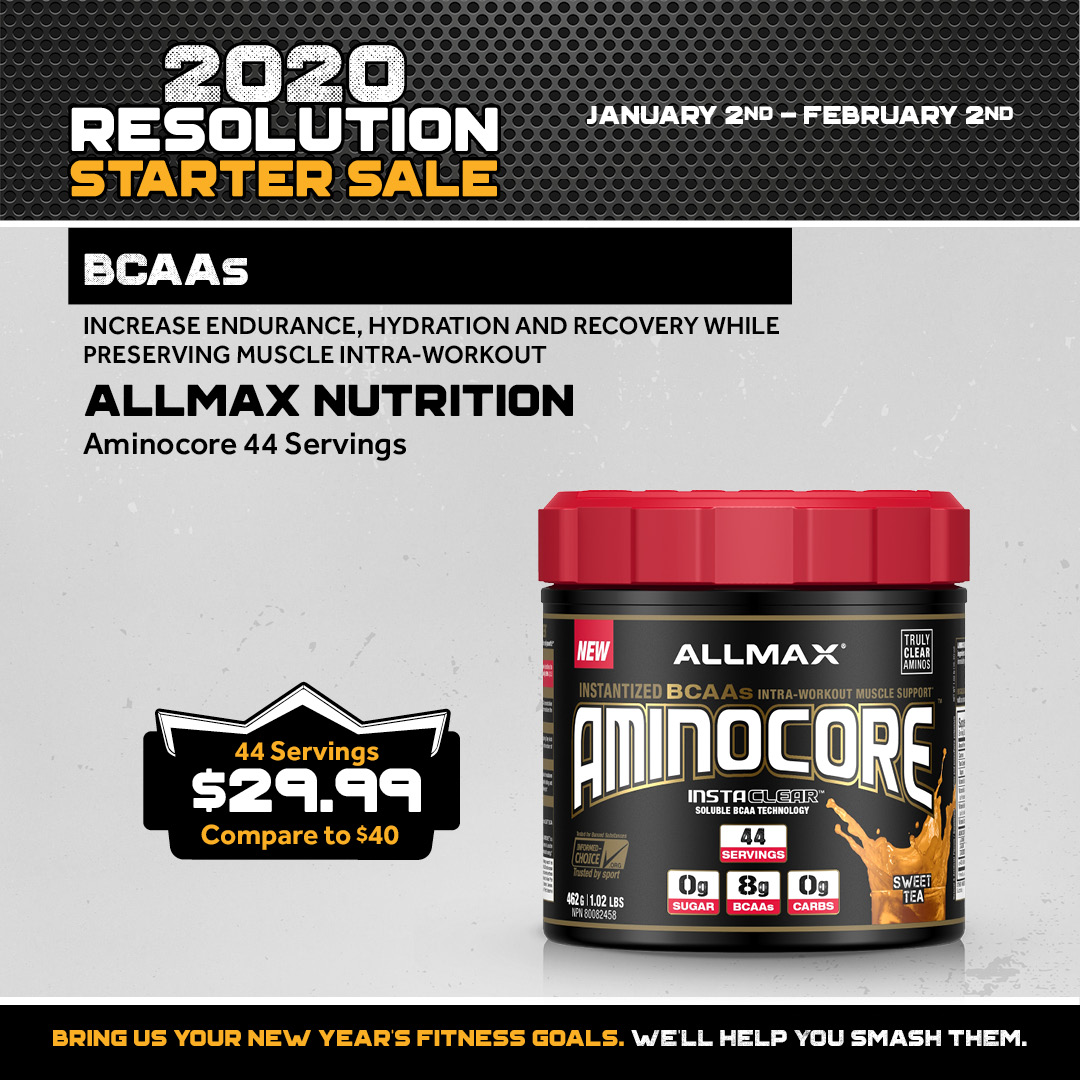 2020
RESOLUTION
STARTER SALE
JANUARY 2ND – FEBRUARY 2ND
BCAAs
INCREASE ENDURANCE, HYDRATION AND RECOVERY WHILE
PRESERVING MUSCLE INTRA-WORKOUT
ALLMAX NUTRITION
Aminocore 44 Servings
44 Servings
$29.99
Compare to $40
NEW
ALLMAX®
TRULY
CLEAR
AMINOS
INSTANTIZED BCAAs INTRA-WORKOUT MUSCLE SUPPORT
AMINOCORE™
INSTACLEAR™
SOLUBLE BCAA TECHNOLOGY
44
SERVINGS
INFORMED-
CHOICE
.ORG
Trusted by sport
0g
SUGAR
8g
BCAAs
0g
CARBS
SWEET
TEA
462 G | 1.02 LBS
NPN 80082458
BRING US YOUR NEW YEAR'S FITNESS GOALS. WE'LL HELP YOU SMASH THEM.